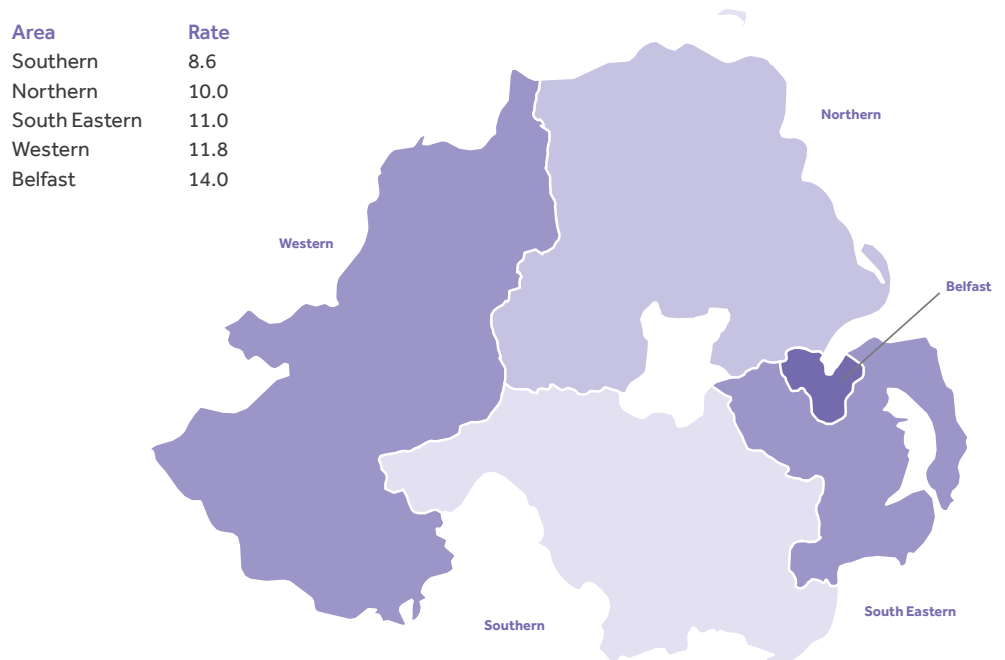 Area Rate
Southern 8.6
Northern 10.0
South Eastern 11.0
Western 11.8
Belfast 14.0
Northern
Western
Belfast
South Eastern
Southern